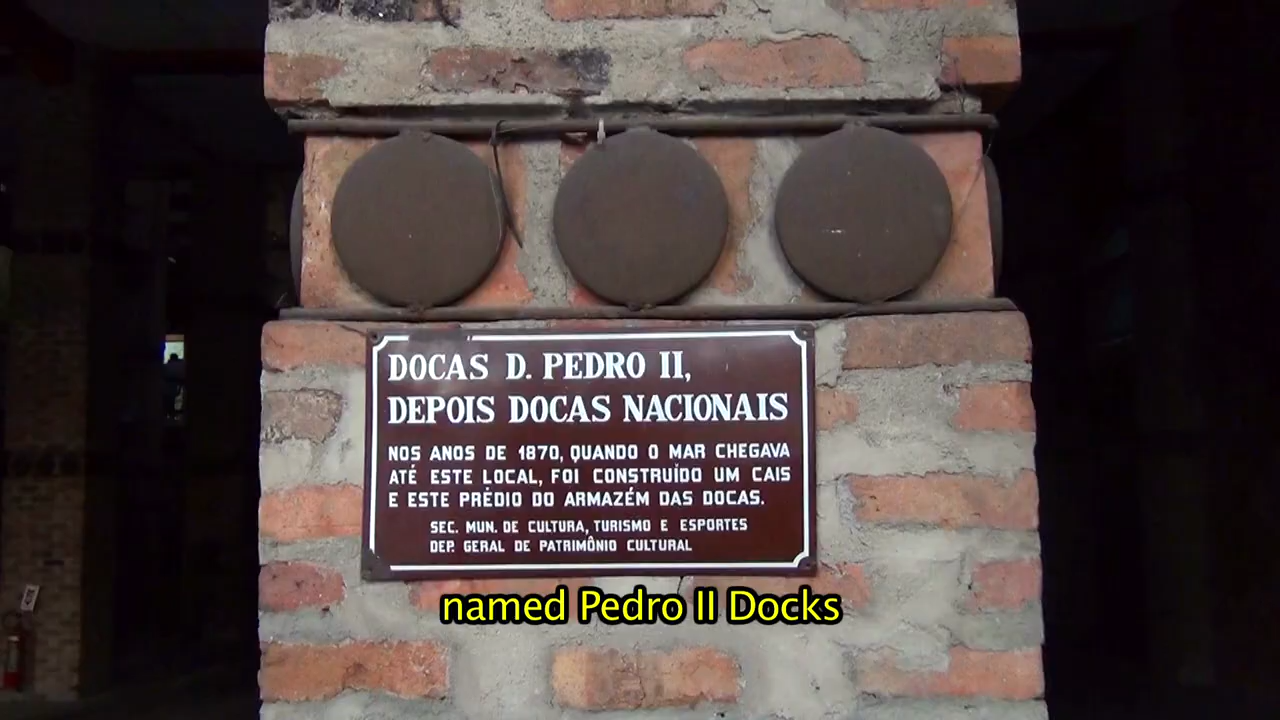 DOCAS D. PEDRO II,
DEPOIS DOCAS NACIONAIS
NOS ANOS DE 1870, QUANDO O MAR CHEGAVA
ATÉ ESTE LOCAL, FOI CONSTRUÍDO UM CAIS
E ESTE PRÉDIO DO ARMAZÉM DAS DOCAS.
SEC. MUN. DE CULTURA, TURISMO E ESPORTES
DEP. GERAL DE PATRIMÔNIO CULTURAL
named Pedro II Docks